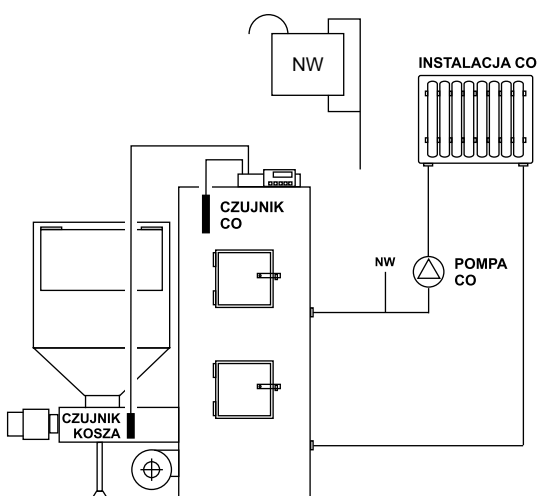 NW
INSTALACJA CO
CZUJNIK
CO
NW
POMPA
CO
CZUJNIK
KOSZA